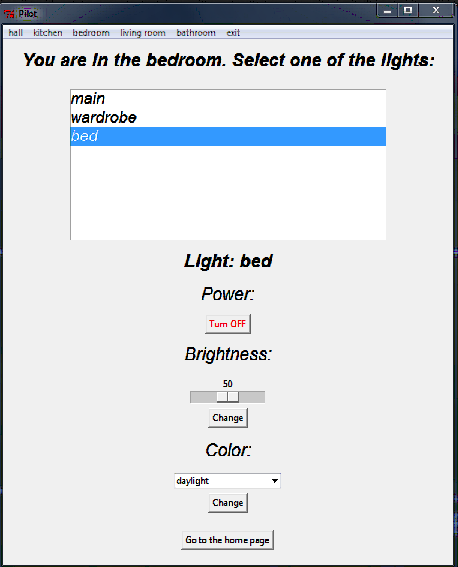 Pilot
hall kitchen bedroom living room bathroom exit
You are in the bedroom. Select one of the lights:
main
wardrobe
bed
Light: bed
Power:
Turn OFF
Brightness:
50
Change
Color:
daylight
Change
Go to the home page